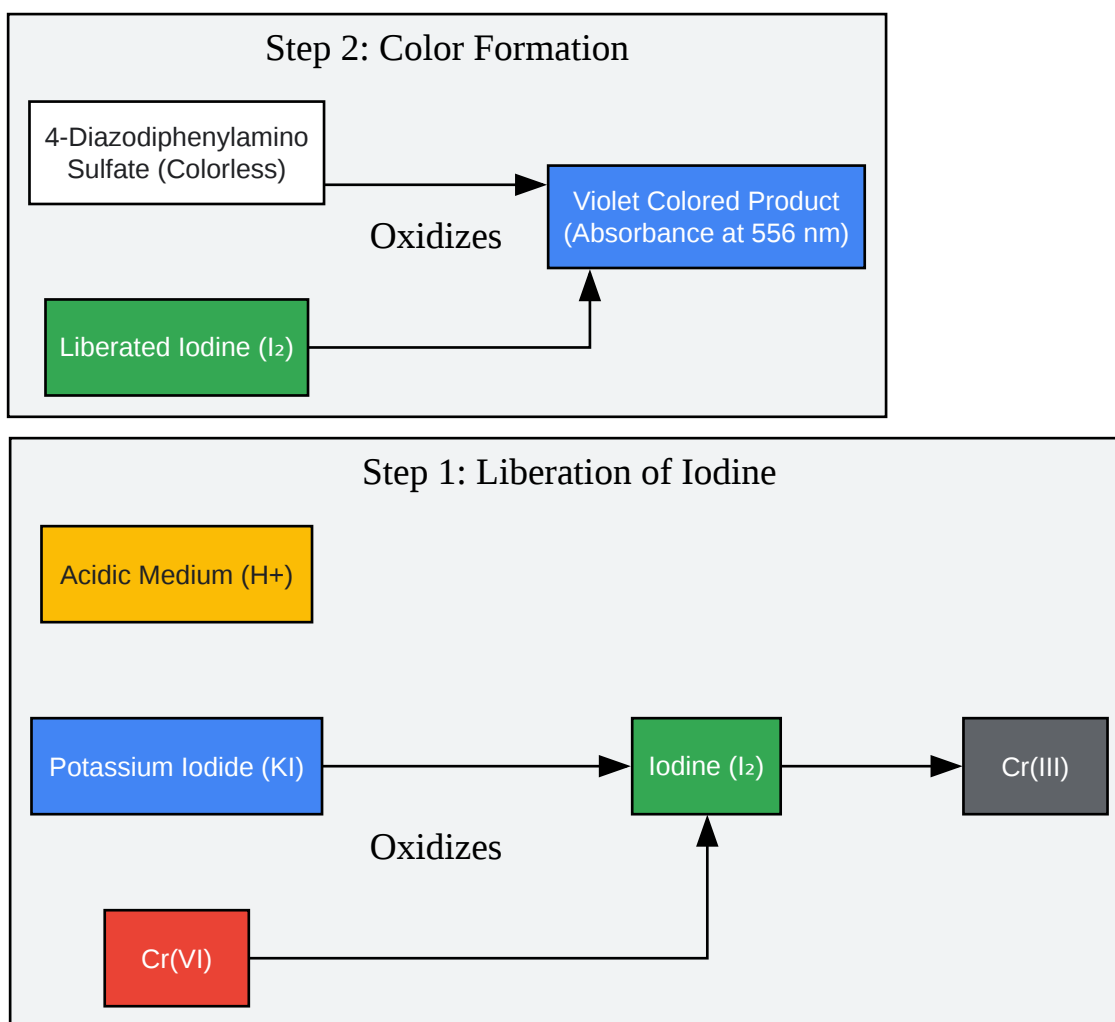 Step 2: Color Formation
4-Diazodiphenylamino
Sulfate (Colorless)
Violet Colored Product
(Absorbance at 556 nm)
Oxidizes
Liberated Iodine (I₂)
Step 1: Liberation of Iodine
Acidic Medium (H+)
Potassium Iodide (KI)
Iodine (I₂)
Cr(III)
Oxidizes
Cr(VI)